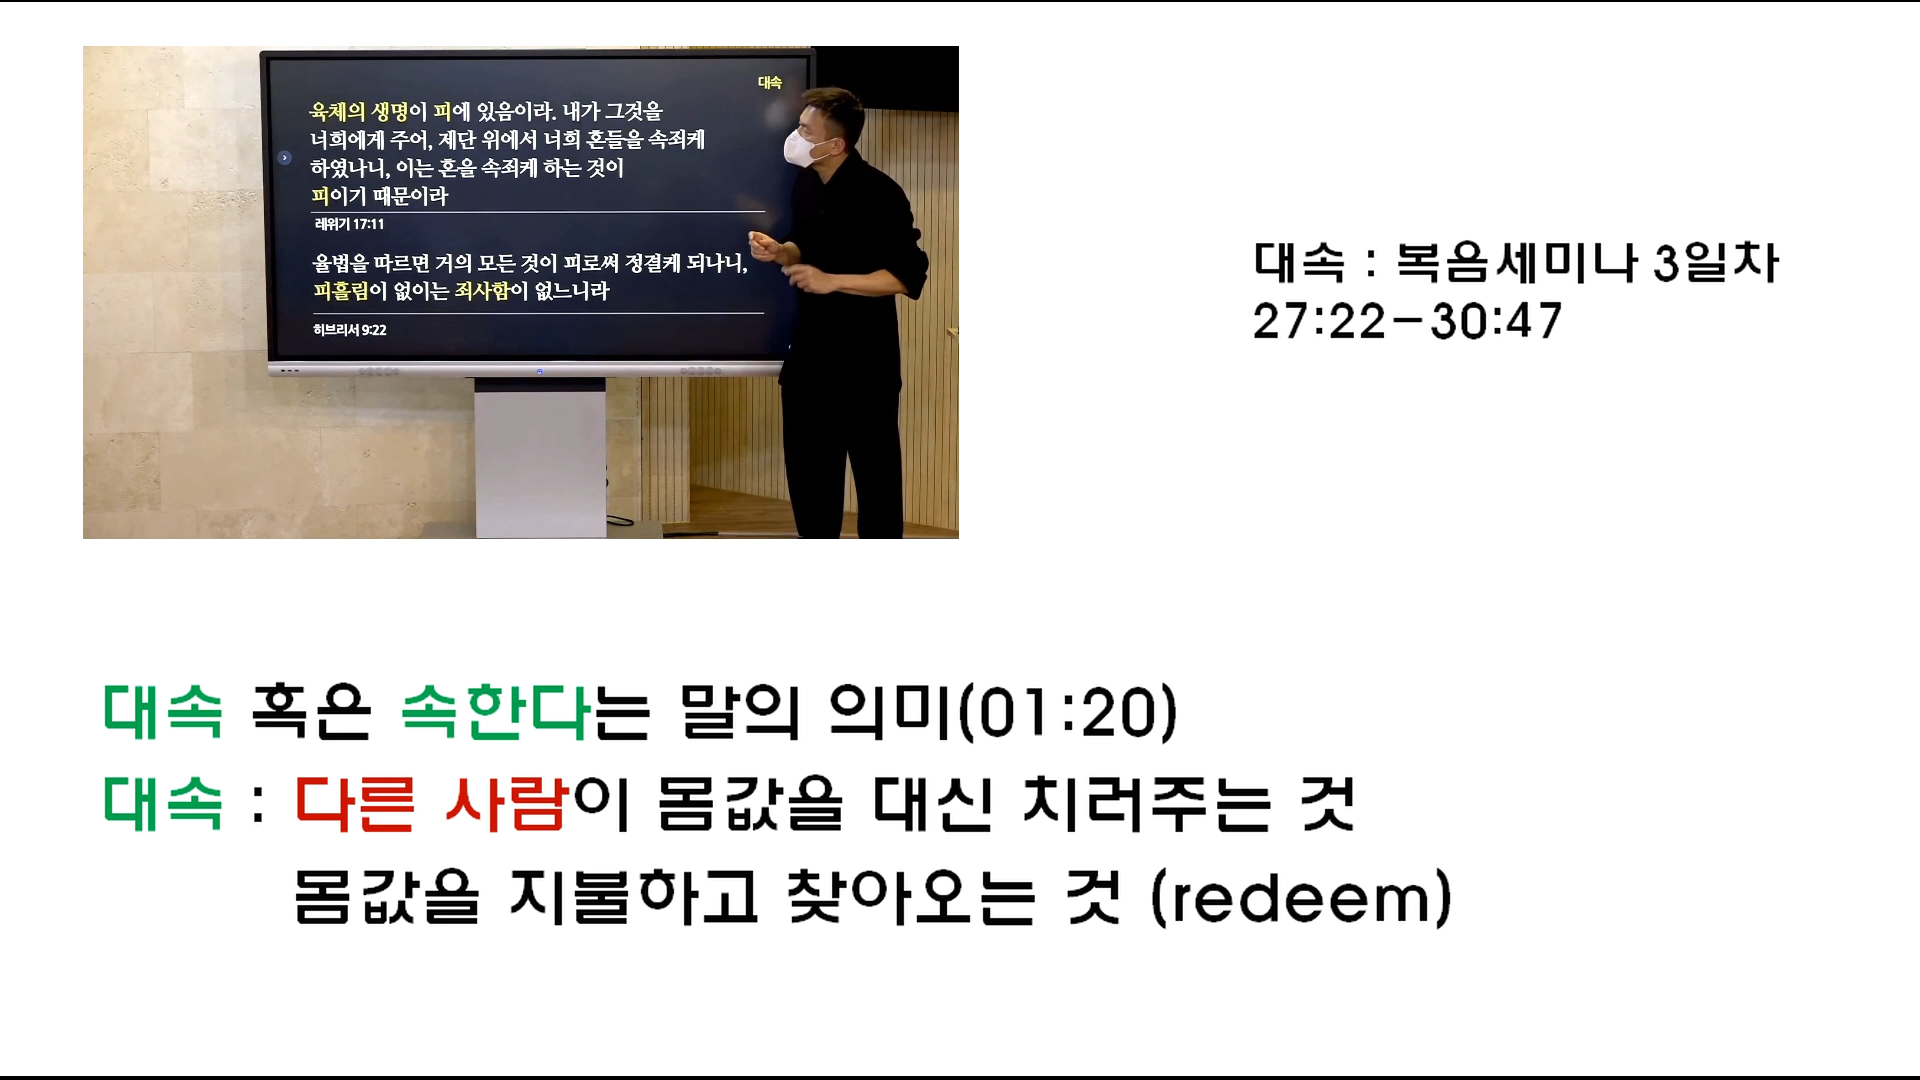 대속
육체의 생명이 피에 있음이라. 내가 그것을
너희에게 주어, 제단 위에서 너희 혼들을 속죄케
하였나니, 이는 혼을 속죄케 하는 것이
피이기 때문이라
레위기 17:11
율법을 따르면 거의 모든 것이 피로써 정결케 되나니,
피흘림이 없이는 죄사함이 없느니라
히브리서 9:22
대속 : 복음세미나 3일차
27:22-30:47
대속 혹은 속한다는 말의 의미(01:20)
대속 : 다른 사람이 몸값을 대신 치러주는 것
몸값을 지불하고 찾아오는 것 (redeem)